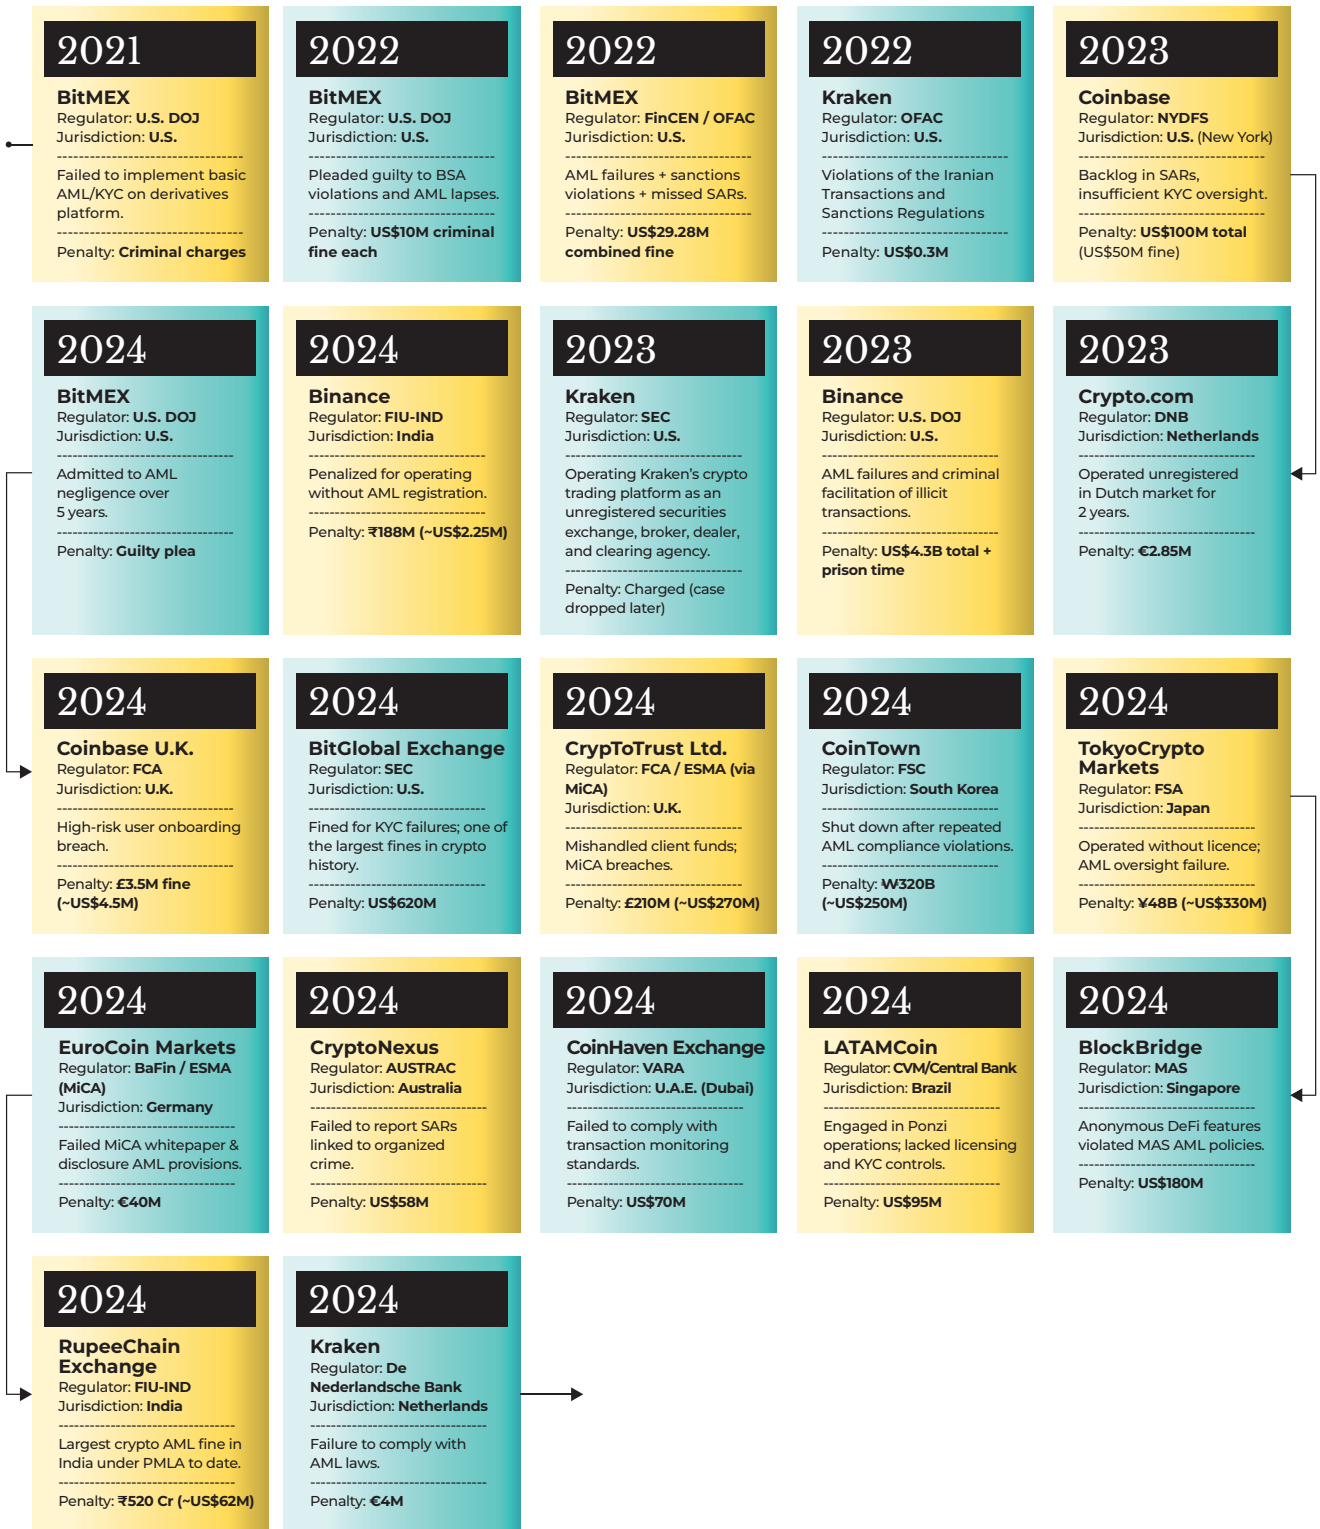 2021
BitMEX
Regulator: U.S. DOJ
Jurisdiction: U.S.
Failed to implement basic
AML/KYC on derivatives
platform.
Penalty: Criminal charges
2022
BitMEX
Regulator: U.S. DOJ
Jurisdiction: U.S.
Pleaded guilty to BSA
violations and AML lapses.
Penalty: US$10M criminal
fine each
2022
BitMEX
Regulator: FinCEN / OFAC
Jurisdiction: U.S.
AML failures + sanctions
violations + missed SARs.
Penalty: US$29.28M
combined fine
2022
Kraken
Regulator: OFAC
Jurisdiction: U.S.
Violations of the Iranian
Transactions and
Sanctions Regulations
Penalty: US$0.3M
2023
Coinbase
Regulator: NYDFS
Jurisdiction: U.S. (New York)
Backlog in SARs,
insufficient KYC oversight.
Penalty: US$100M total
(US$50M fine)
2023
Crypto.com
Regulator: DNB
Jurisdiction: Netherlands
Operated unregistered
in Dutch market for
2 years.
Penalty: €2.85M
2023
Binance
Regulator: U.S. DOJ
Jurisdiction: U.S.
AML failures and criminal
facilitation of illicit
transactions.
Penalty: US$4.3B total +
prison time
2023
Kraken
Regulator: SEC
Jurisdiction: U.S.
Operating Kraken’s crypto
trading platform as an
unregistered securities
exchange, broker, dealer,
and clearing agency.
Penalty: Charged (case
dropped later)
2024
Binance
Regulator: FIU-IND
Jurisdiction: India
Penalized for operating
without AML registration.
Penalty: ₹188M (~US$2.25M)
2024
BitMEX
Regulator: U.S. DOJ
Jurisdiction: U.S.
Admitted to AML
negligence over
5 years.
Penalty: Guilty plea
2024
Coinbase U.K.
Regulator: FCA
Jurisdiction: U.K.
High-risk user onboarding
breach.
Penalty: £3.5M fine
(~US$4.5M)
2024
BitGlobal Exchange
Regulator: SEC
Jurisdiction: U.S.
Fined for KYC failures; one of
the largest fines in crypto
history.
Penalty: US$620M
2024
CrypToTrust Ltd.
Regulator: FCA / ESMA (via
MiCA)
Jurisdiction: U.K.
Mishandled client funds;
MiCA breaches.
Penalty: £210M (~US$270M)
2024
CoinTown
Regulator: FSC
Jurisdiction: South Korea
Shut down after repeated
AML compliance violations.
Penalty: ₩320B
(~US$250M)
2024
TokyoCrypto
Markets
Regulator: FSA
Jurisdiction: Japan
Operated without licence;
AML oversight failure.
Penalty: ¥48B (~US$330M)
2024
BlockBridge
Regulator: MAS
Jurisdiction: Singapore
Anonymous DeFi features
violated MAS AML policies.
Penalty: US$180M
2024
LATAMCoin
Regulator: CVM/Central Bank
Jurisdiction: Brazil
Engaged in Ponzi
operations; lacked licensing
and KYC controls.
Penalty: US$95M
2024
CoinHaven Exchange
Regulator: VARA
Jurisdiction: U.A.E. (Dubai)
Failed to comply with
transaction monitoring
standards.
Penalty: US$70M
2024
CryptoNexus
Regulator: AUSTRAC
Jurisdiction: Australia
Failed to report SARs
linked to organized
crime.
Penalty: US$58M
2024
EuroCoin Markets
Regulator: BaFin / ESMA
(MiCA)
Jurisdiction: Germany
Failed MiCA whitepaper &
disclosure AML provisions.
Penalty: €40M
2024
RupeeChain
Exchange
Regulator: FIU-IND
Jurisdiction: India
Largest crypto AML fine in
India under PMLA to date.
Penalty: ₹520 Cr (~US$62M)
2024
Kraken
Regulator: De
Nederlandsche Bank
Jurisdiction: Netherlands
Failure to comply with
AML laws.
Penalty: €4M